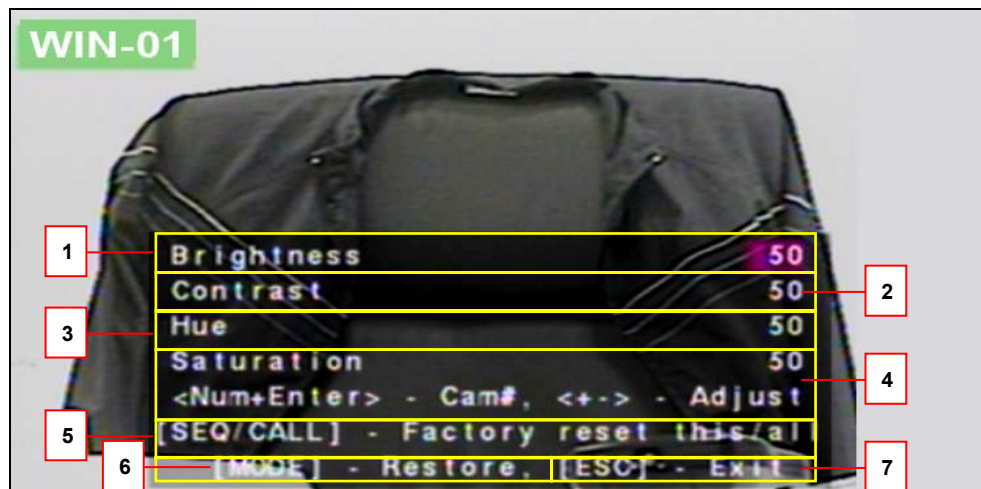 WIN-01
1 Brightness 50
Contrast 50 2
3 Hue 50
Saturation 50
<Num+Enter> - Cam#, <+-> - Adjust 4
5 [SEQ/CALL] - Factory reset this/all
6 [MODE] - Restore, [ESC] - Exit 7